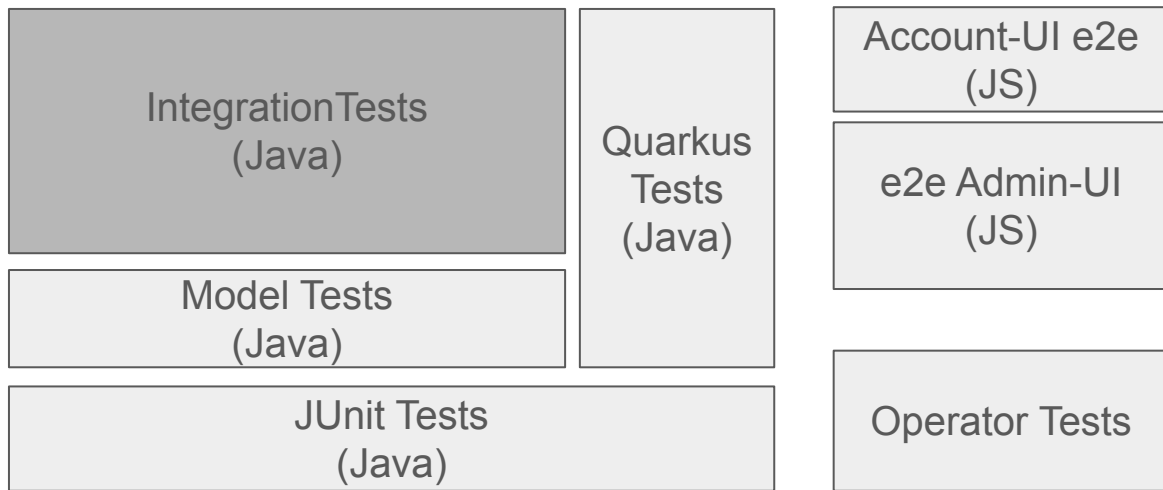 IntegrationTests
(Java)
Model Tests
(Java)
JUnit Tests
(Java)
Quarkus
Tests
(Java)
Account-UI e2e
(JS)
e2e Admin-UI
(JS)
Operator Tests